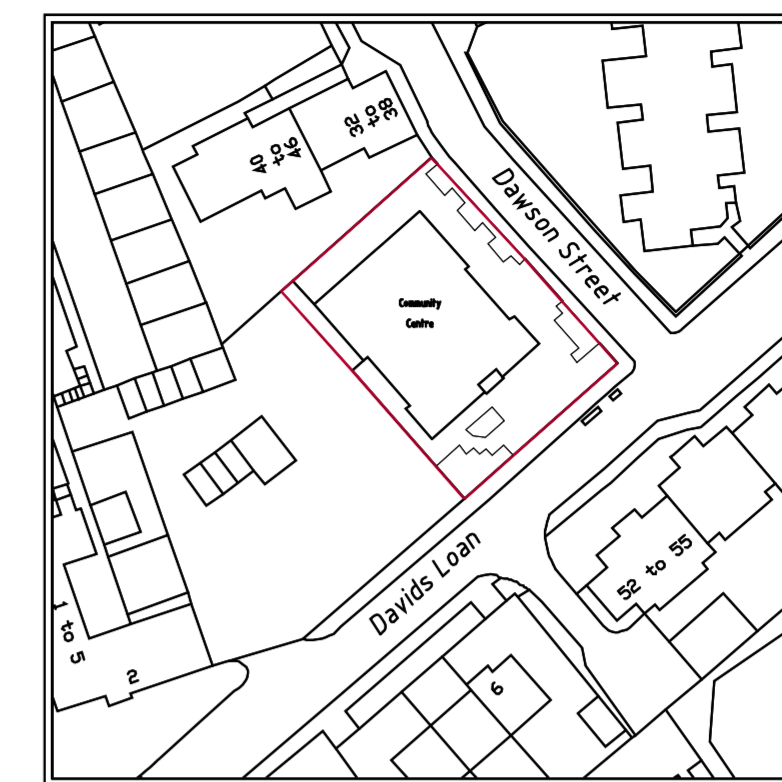 32
to
38
40
to
46
Dawson Street
Community
Centre
Davids Loan
52 to 55
1 to 5
2
6